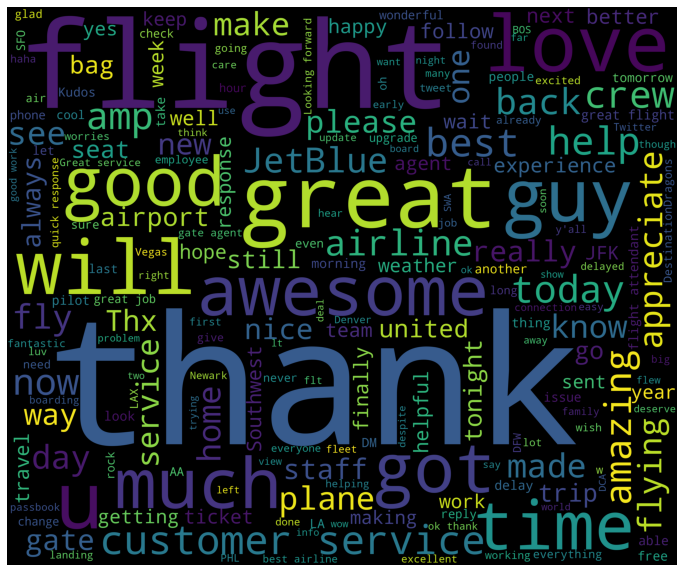 glad
SFO
haha
going
keep
check
yes
bag
week
flight
make
happy
follow
care
air
hour
Looking forward
night
many
tweet
want
oh
early
love
one
wonderful
BOS
far
found
next
better
people
excited
tomorrow
Kudos
phone
cool
take
use
amp
well
think
please
back
crew
great flight
air
let
worries
update
upgrade
already
Twitter
though
see
always
good work
Great service
seat
new
employee
response
JetBlue
board
best
wait
agent
call
help
experience
quick response
sure
good
airport
great
guy
SWA
job
soon
y'all
appreciate
DestinationDragons
gate agent
hear
even
airline
really
JFK
last
Vegas
right
hope
still
weather
ok
another
delayed
flight attendant
will
morning
today
pilot
great job
deal
awesome
Denver
long
connection
easy
show
fly
Thx
first
nice
team
united
thing
know
fantastic
luv
problem
give
It
away
go
big
need
now
boarding
two
LAX
service
thank
Newark
home
Southwest
never
flt
finally
despite
helpful
tonight
sent
issue
family
amazing
flying
year
flew
deserve
way
look
trying
everyone
DM
fleet
DFW
lot
wish
travel
day
rock
AA
much
view
helping
staff
got
say
made
w
DCA
u
passbook
left
plane
work
trip
world
change
getting
ticket
done
LA
wow
making
reply
delay
time
able
gate
customer service
info
ok thank
working
everything
free
landing
PHL
best airline
excellent